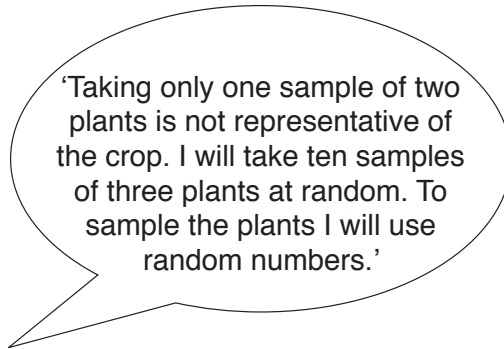 ‘Taking only one sample of two
plants is not representative of
the crop. I will take ten samples
of three plants at random. To
sample the plants I will use
random numbers.’